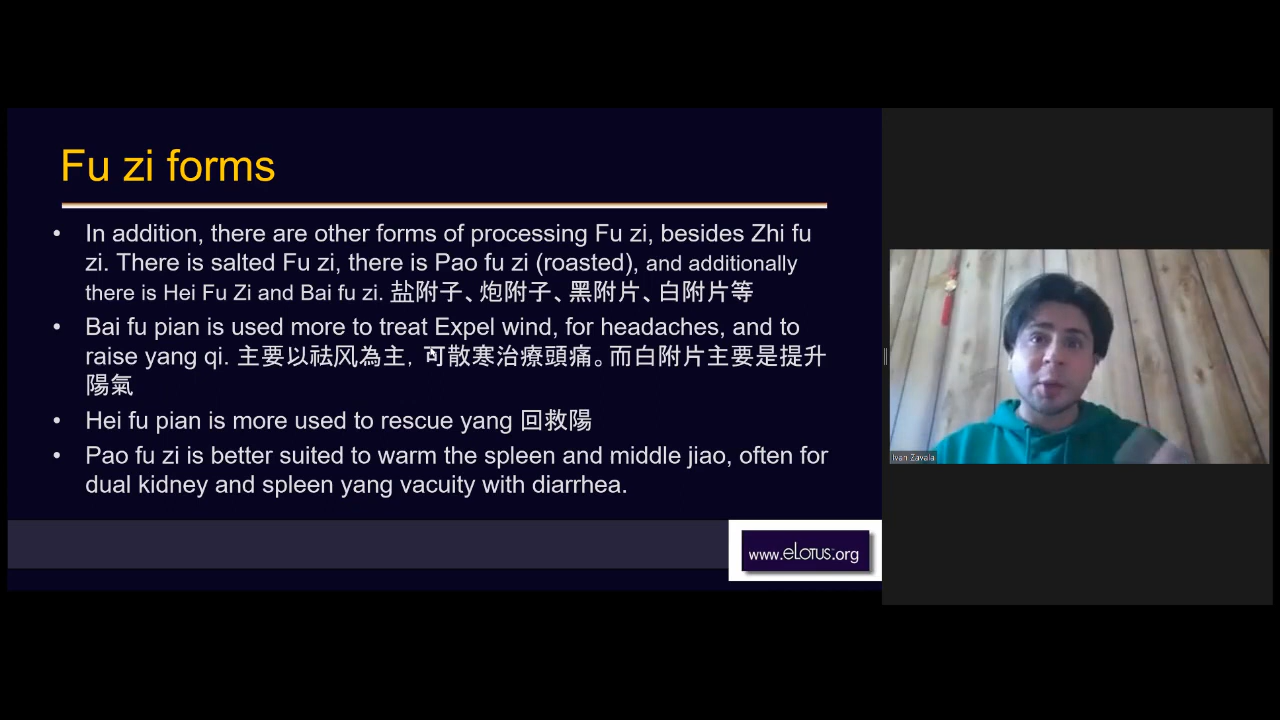 Fu zi forms
• In addition, there are other forms of processing Fu zi, besides Zhi fu
zi. There is salted Fu zi, there is Pao fu zi (roasted), and additionally
there is Hei Fu Zi and Bai fu zi. 盐附子、炮附子、黑附片、白附片等
• Bai fu pian is used more to treat Expel wind, for headaches, and to
raise yang qi. 主要以祛风為主, 可散寒治療頭痛。而白附片主要是提升
陽氣
• Hei fu pian is more used to rescue yang 回救陽
• Pao fu zi is better suited to warm the spleen and middle jiao, often for
dual kidney and spleen yang vacuity with diarrhea.
www.eLotus.org
Ivan Zavala